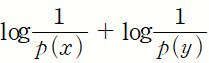 log 1/p(x) + log 1/p(y)